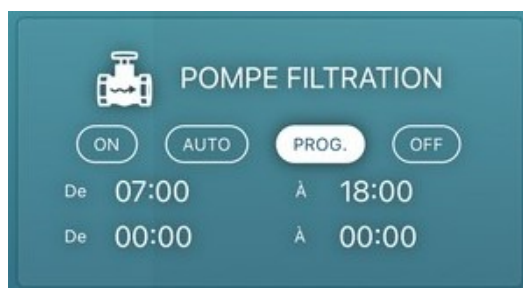 POMPE FILTRATION
ON AUTO PROG. OFF
De 07:00 À 18:00
De 00:00 À 00:00